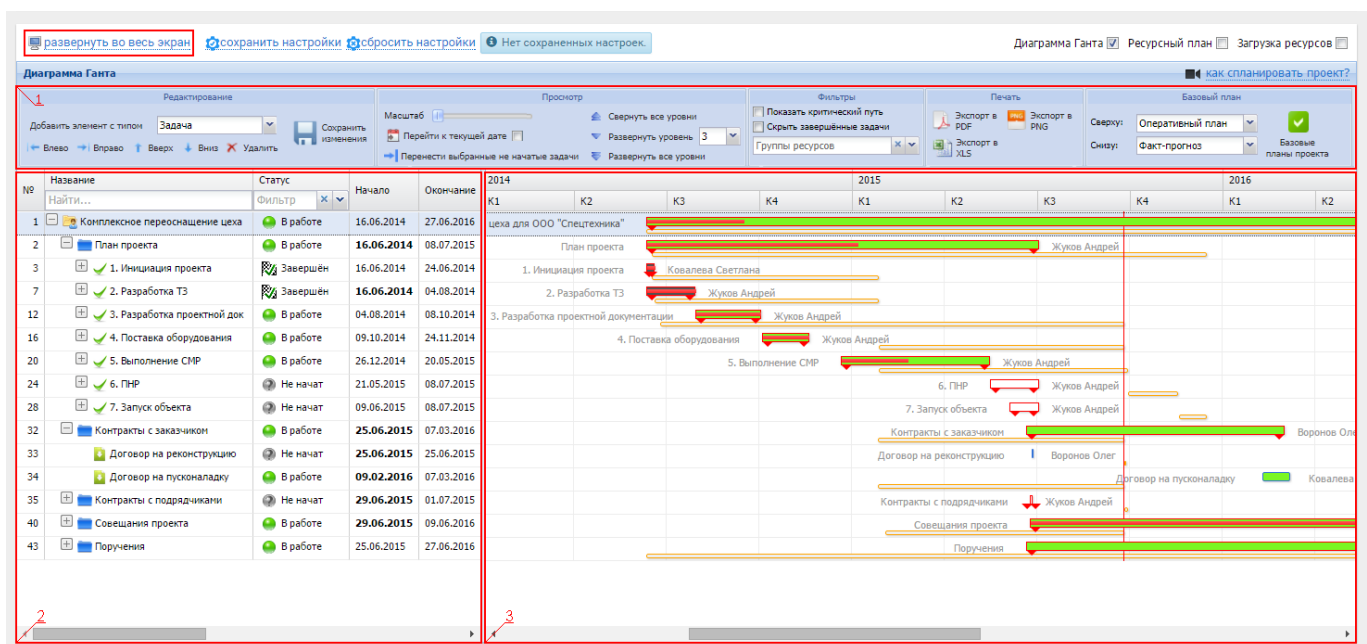 развернуть во весь экран сохранить настройки сбросить настройки Нет сохраненных настроек. Диаграмма Ганта Ресурсный план Загрузка ресурсов
Диаграмма Ганта как спланировать проект?
1 Редактирование Просмотр Фильтры Печать Базовый план
Добавить элемент с типом Задача
Сохранить изменения
Влево Вправо Вверх Вниз Удалить
Масштаб Свернуть все уровни
Перейти к текущей дате Развернуть уровень 3
Перенести выбранные не начатые задачи Развернуть все уровни
Показать критический путь
Скрыть завершённые задачи
Группы ресурсов
Экспорт в PDF PNG Экспорт в PNG
Экспорт в XLS
Сверху: Оперативный план
Снизу: Факт-прогноз
Базовые планы проекта
№ Название Статус Начало Окончание
Найти... Фильтр
1 Комплексное переоснащение цеха В работе 16.06.2014 27.06.2016
2 План проекта В работе 16.06.2014 08.07.2015
3 1. Инициация проекта Завершён 16.06.2014 24.06.2014
7 2. Разработка ТЗ Завершён 16.06.2014 04.08.2014
12 3. Разработка проектной док В работе 04.08.2014 08.10.2014
16 4. Поставка оборудования В работе 09.10.2014 24.11.2014
20 5. Выполнение СМР В работе 26.12.2014 20.05.2015
24 6. ПНР Не начат 21.05.2015 08.07.2015
28 7. Запуск объекта Не начат 09.06.2015 08.07.2015
32 Контракты с заказчиком В работе 25.06.2015 07.03.2016
33 Договор на реконструкцию Не начат 25.06.2015 25.06.2015
34 Договор на пусконаладку В работе 09.02.2016 07.03.2016
35 Контракты с подрядчиками Не начат 29.06.2015 01.07.2015
40 Совещания проекта В работе 29.06.2015 09.06.2016
43 Поручения В работе 25.06.2015 27.06.2016
2
2014 2015 2016
К1 К2 К3 К4 К1 К2 К3 К4 К1 К2
цеха для ООО "Спецтехника"
План проекта Жуков Андрей
1. Инициация проекта Ковалева Светлана
2. Разработка ТЗ Жуков Андрей
3. Разработка проектной документации Жуков Андрей
4. Поставка оборудования Жуков Андрей
5. Выполнение СМР Жуков Андрей
6. ПНР Жуков Андрей
7. Запуск объекта Жуков Андрей
Контракты с заказчиком Воронов Оле
Договор на реконструкцию Воронов Олег
Договор на пусконаладку Ковалева
Контракты с подрядчиками Жуков Андрей
Совещания проекта
Поручения
3